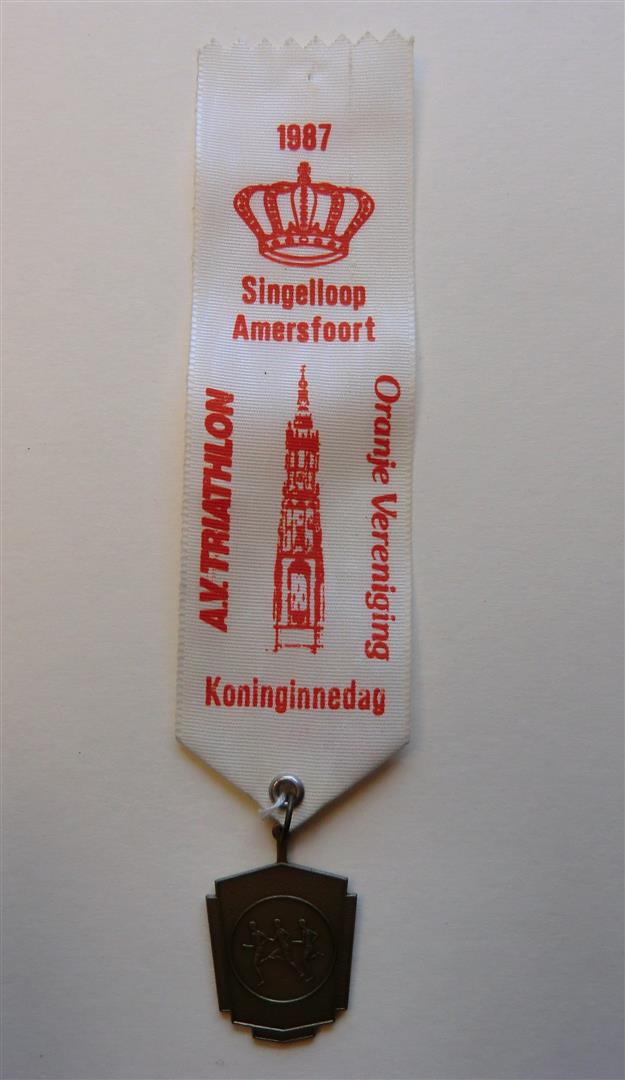 1987
Singelloop
Amersfoort
A.V. TRIATHLON
Oranje Vereniging
Koninginnedag